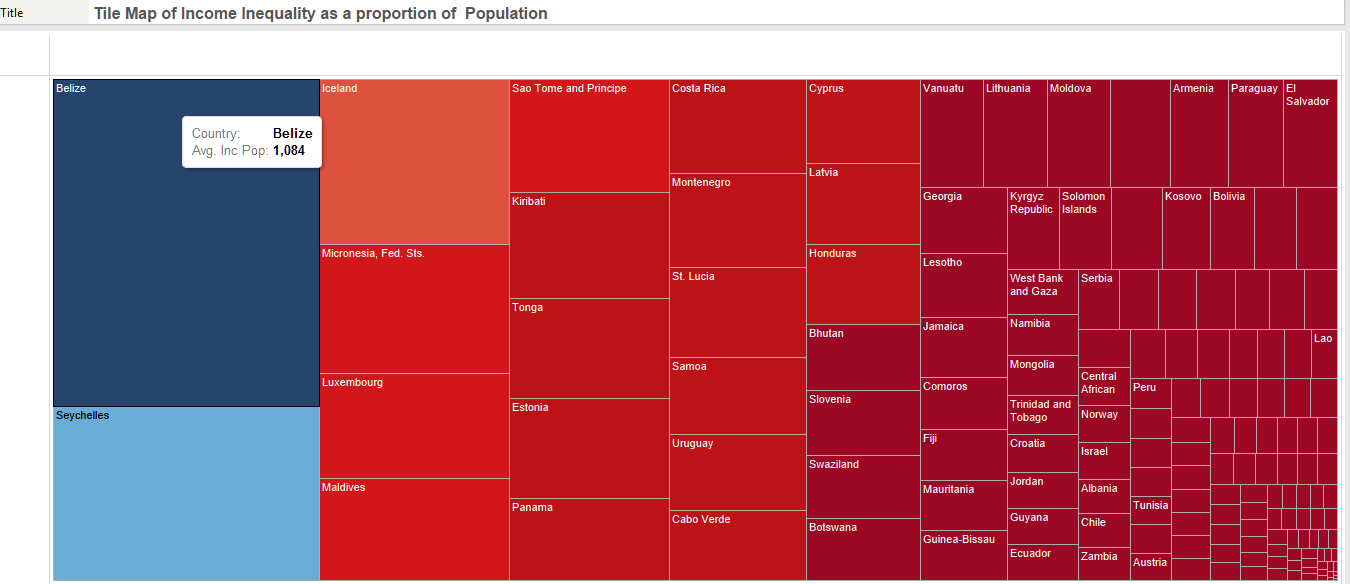 Title
Tile Map of Income Inequality as a proportion of  Population
Belize
Country: Belize
Avg. Inc Pop: 1,084
Seychelles
Iceland
Micronesia, Fed. Sts.
Luxembourg
Maldives
Sao Tome and Principe
Kiribati
Tonga
Estonia
Panama
Costa Rica
Montenegro
St. Lucia
Samoa
Uruguay
Cabo Verde
Cyprus
Latvia
Honduras
Bhutan
Slovenia
Swaziland
Botswana
Vanuatu
Lithuania
Moldova
Armenia
Paraguay
El
Salvador
Georgia
Lesotho
Jamaica
Comoros
Fiji
Mauritania
Guinea-Bissau
Kyrgyz
Republic
Solomon
Islands
Kosovo
Bolivia
West Bank
and Gaza
Namibia
Mongolia
Trinidad and
Tobago
Croatia
Jordan
Guyana
Ecuador
Serbia
Central
African
Norway
Israel
Albania
Chile
Zambia
Lao
Peru
Tunisia
Austria